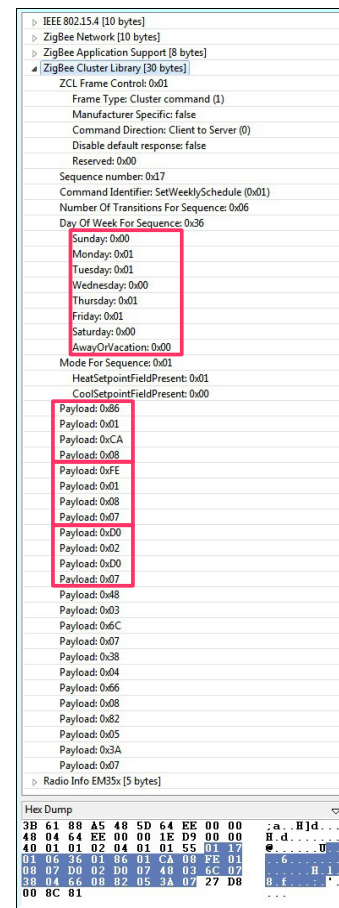 IEEE 802.15.4 [10 bytes]
ZigBee Network [10 bytes]
ZigBee Application Support [8 bytes]
ZigBee Cluster Library [30 bytes]
ZCL Frame Control: 0x01
Frame Type: Cluster command (1)
Manufacturer Specific: false
Command Direction: Client to Server (0)
Disable default response: false
Reserved: 0x00
Sequence number: 0x17
Command Identifier: SetWeeklySchedule (0x01)
Number Of Transitions For Sequence: 0x06
Day Of Week For Sequence: 0x36
Sunday: 0x00
Monday: 0x01
Tuesday: 0x01
Wednesday: 0x00
Thursday: 0x01
Friday: 0x01
Saturday: 0x00
AwayOrVacation: 0x00
Mode For Sequence: 0x01
HeatSetpointFieldPresent: 0x01
CoolSetpointFieldPresent: 0x00
Payload: 0x86
Payload: 0x01
Payload: 0xCA
Payload: 0x08
Payload: 0xFE
Payload: 0x01
Payload: 0x08
Payload: 0x07
Payload: 0xD0
Payload: 0x02
Payload: 0xD0
Payload: 0x07
Payload: 0x48
Payload: 0x03
Payload: 0x6C
Payload: 0x07
Payload: 0x38
Payload: 0x04
Payload: 0x66
Payload: 0x08
Payload: 0x82
Payload: 0x05
Payload: 0x3A
Payload: 0x07
Radio Info EM35x [5 bytes]
Hex Dump
3B 61 88 A5 48 5D 64 EE 00 00 ;a..H]d...
48 04 64 EE 00 00 1E D9 00 00 H.d.......
40 01 01 02 04 01 01 55 01 17 @......U..
01 06 36 01 86 01 CA 08 FE 01 ..6.......
08 07 D0 02 D0 07 48 03 6C 07 ......H.l.
38 04 66 08 82 05 3A 07 27 D8 8.f...:.'.
00 8C 81 ...